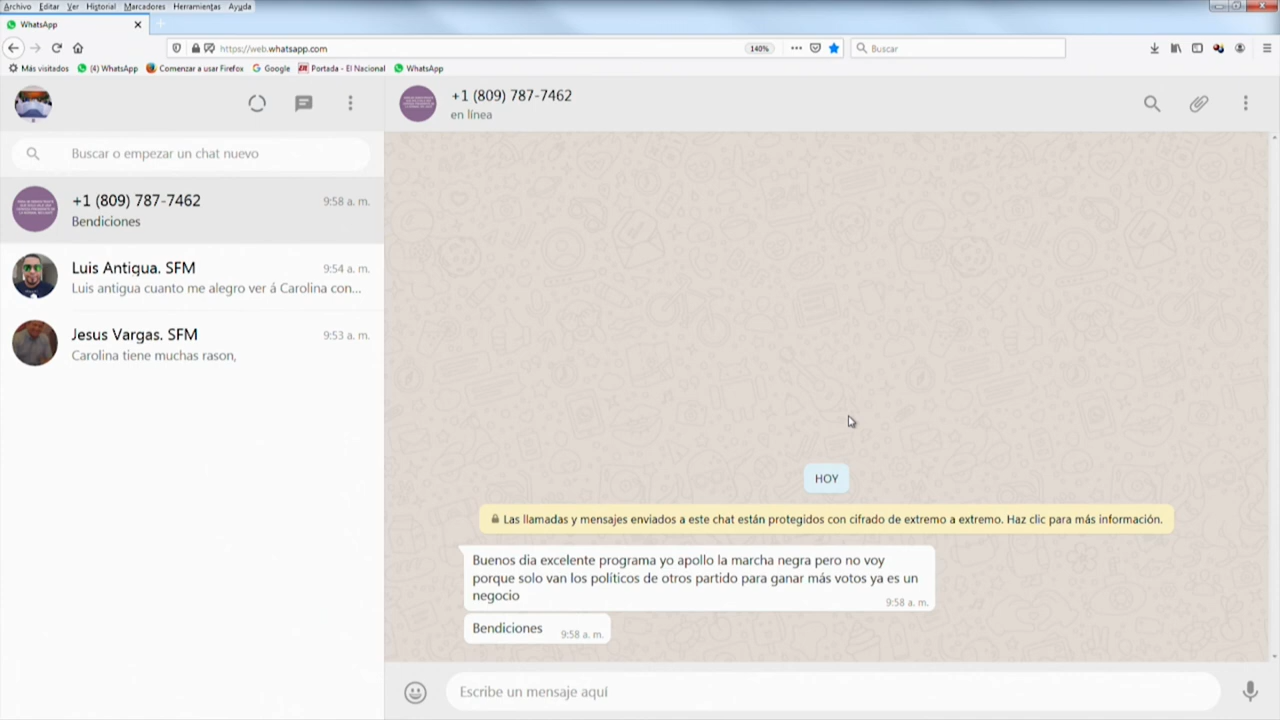 Archivo Editar Ver Historial Marcadores Herramientas Ayuda
WhatsApp
https://web.whatsapp.com
140%
Buscar
Más visitados (4) WhatsApp Comenzar a usar Firefox Google Portada - El Nacional WhatsApp
+1 (809) 787-7462
en línea
Buscar o empezar un chat nuevo
+1 (809) 787-7462
9:58 a. m.
Bendiciones
Luis Antigua. SFM
9:54 a. m.
Luis antigua cuanto me alegro ver á Carolina con...
Jesus Vargas. SFM
9:53 a. m.
Carolina tiene muchas rason,
HOY
Las llamadas y mensajes enviados a este chat están protegidos con cifrado de extremo a extremo. Haz clic para más información.
Buenos dia excelente programa yo apollo la marcha negra pero no voy
porque solo van los políticos de otros partido para ganar más votos ya es un
negocio
9:58 a. m.
Bendiciones
9:58 a. m.
Escribe un mensaje aquí